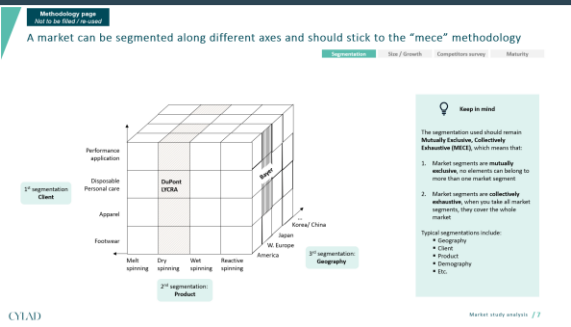 Methodology page
Not to be filled / re-used
A market can be segmented along different axes and should stick to the “mece” methodology
Segmentation
Size / Growth
Competitors survey
Maturity
Performance
application
Disposable
Personal care
Apparel
Footwear
1st segmentation
Client
DuPont
LYCRA
Bayer
Melt
spinning
Dry
spinning
Wet
spinning
Reactive
spinning
...
Korea/ China
Japan
W. Europe
America
2nd segmentation:
Product
3rd segmentation:
Geography
Keep in mind
The segmentation used should remain
Mutually Exclusive, Collectively
Exhaustive (MECE), which means that:
1. Market segments are mutually
exclusive, no elements can belong to
more than one market segment
2. Market segments are collectively
exhaustive, when you take all market
segments, they cover the whole
market
Typical segmentations include:
Geography
Client
Product
Demography
Etc.
CYLAD
Market study analysis / 7